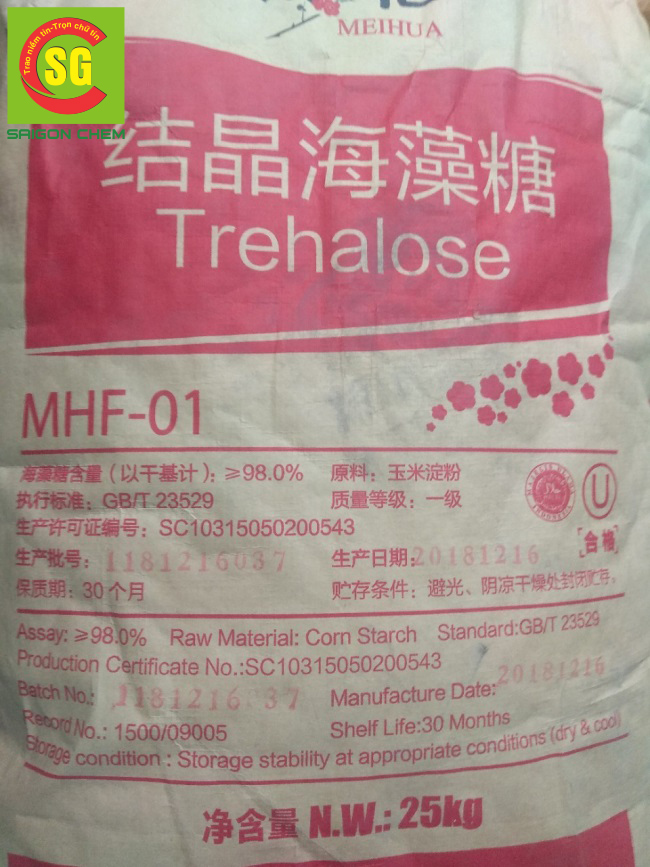 Trao niềm tin-Trọn chữ tín
SG
SAIGON CHEM
MEIHUA
结晶海藻糖
Trehalose
MHF-01
海藻糖含量（以干基计）: ≥98.0% 原料: 玉米淀粉
执行标准: GB/T 23529 质量等级: 一级
生产许可证编号: SC10315050200543
生产批号: 1181216037 生产日期: 20181216
保质期: 30个月 贮存条件: 避光、阴凉干燥处封闭贮存。
U
合格
Assay: ≥98.0% Raw Material: Corn Starch Standard:GB/T 23529
Production Certificate No.:SC10315050200543
Batch No.: 1181216037 Manufacture Date: 20181216
Record No.: 1500/09005 Shelf Life:30 Months
Storage condition : Storage stability at appropriate conditions (dry & cool)
净含量 N.W.: 25kg